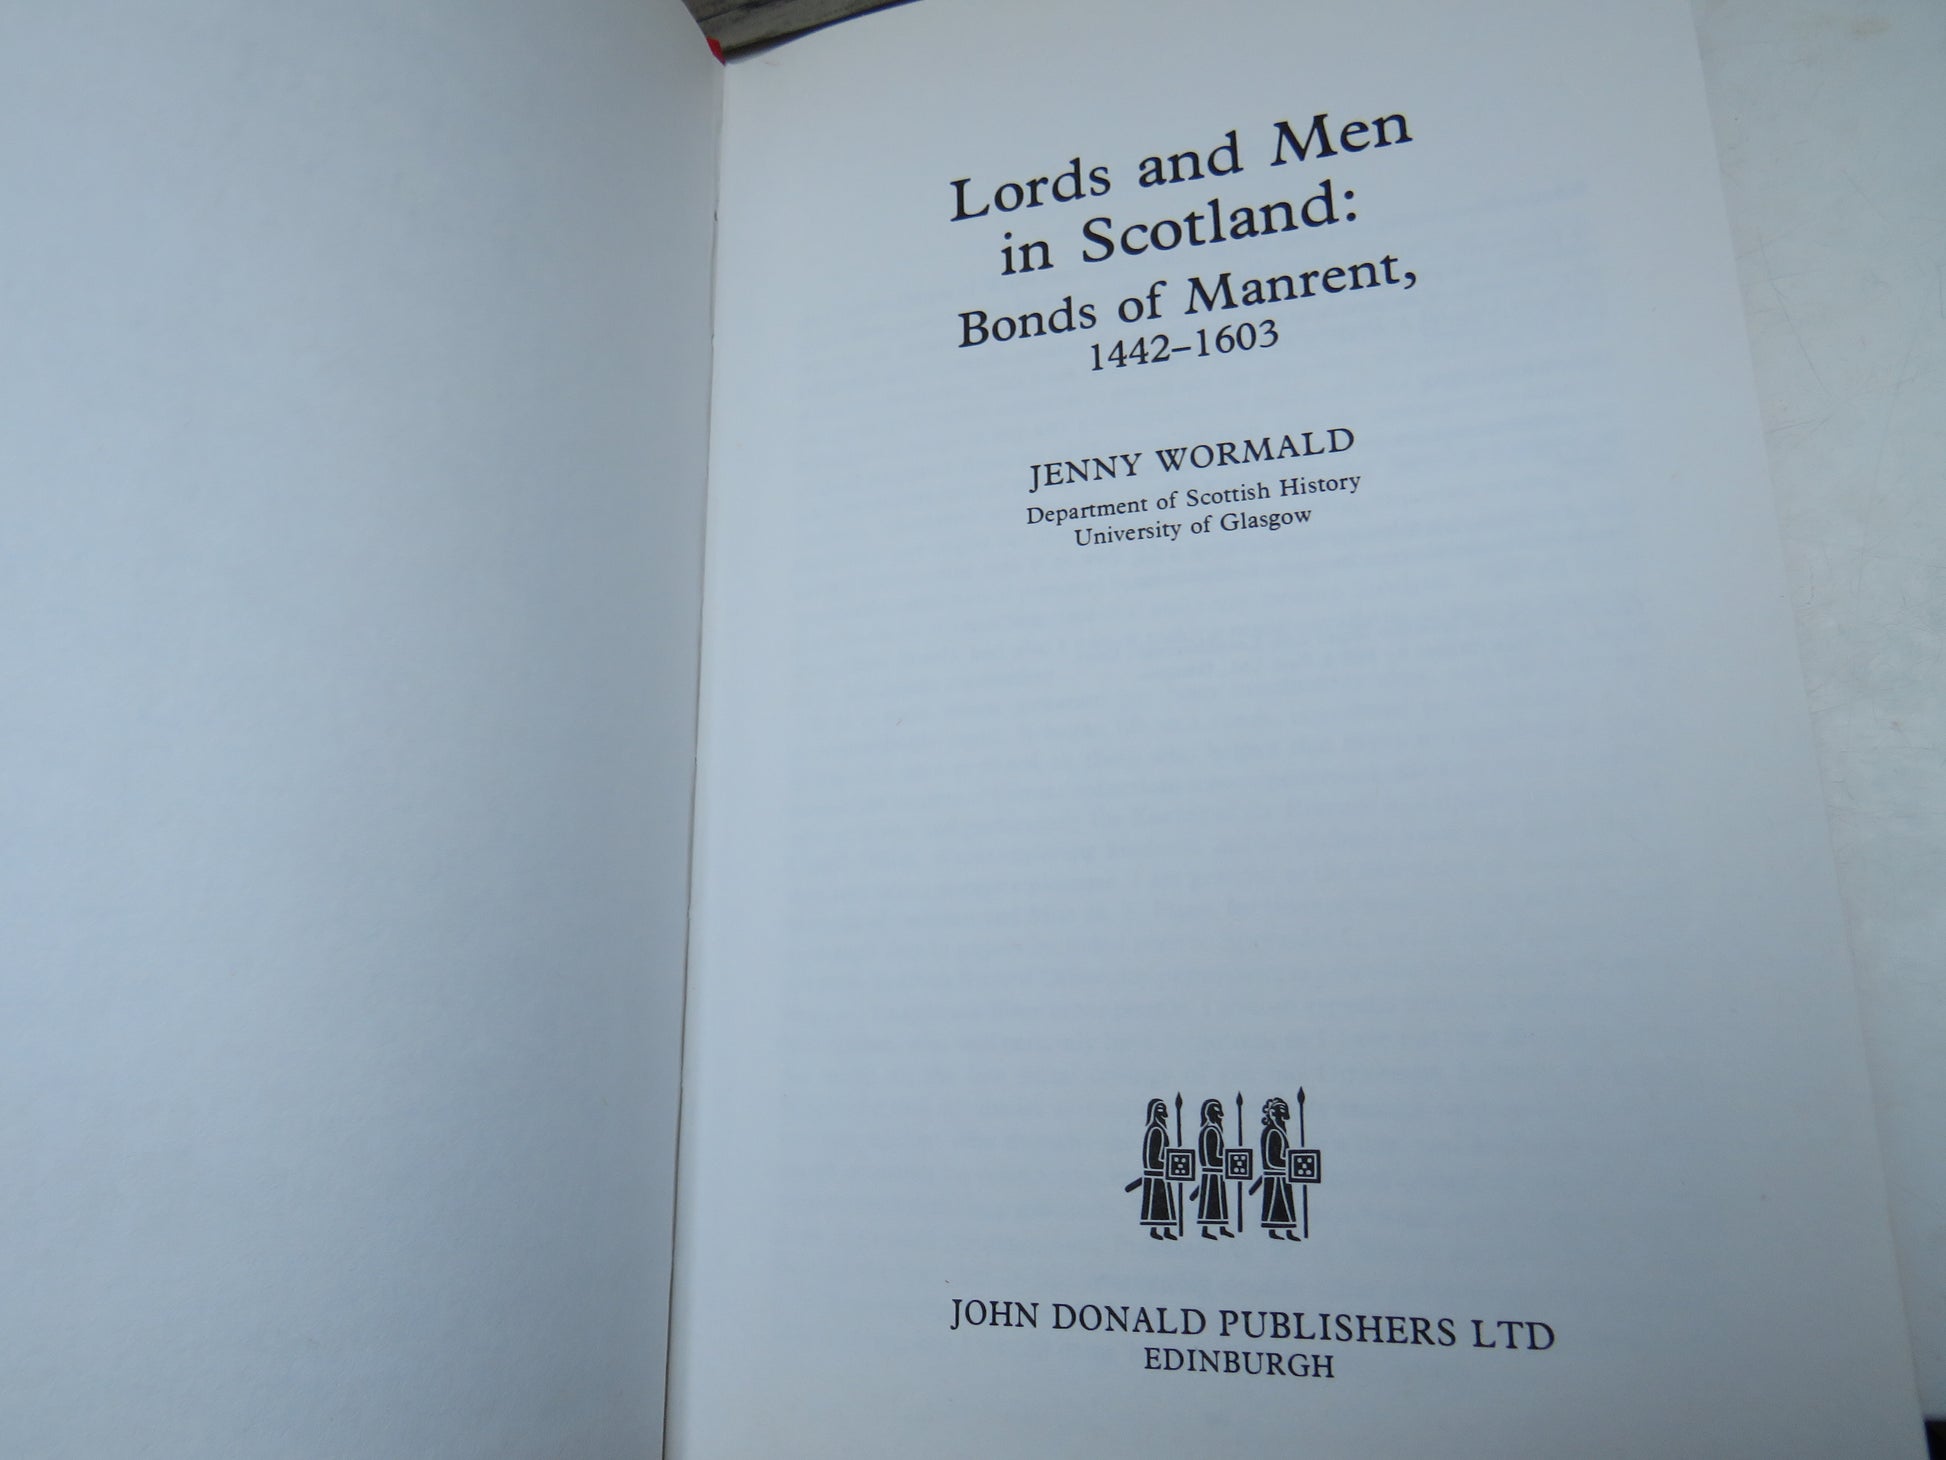 Lords and Men
in Scotland:
Bonds of Manrent,
1442–1603
JENNY WORMALD
Department of Scottish History
University of Glasgow
JOHN DONALD PUBLISHERS LTD
EDINBURGH